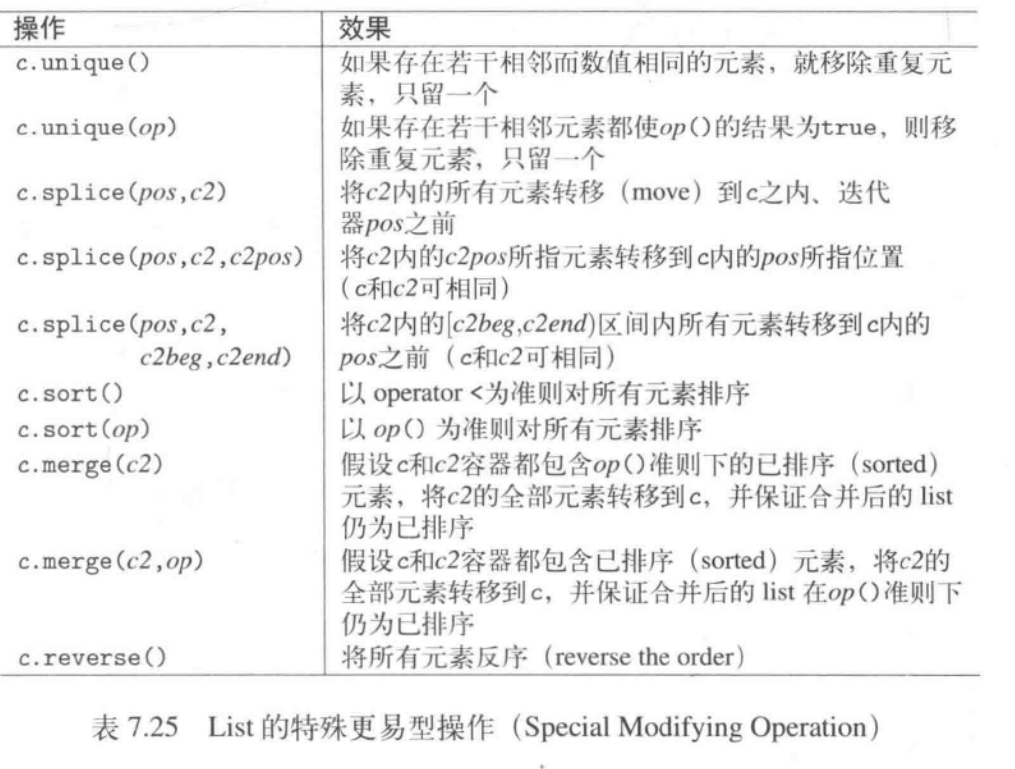 操作 效果
c.unique() 如果存在若干相邻而数值相同的元素，就移除重复元
素，只留一个
c.unique(op) 如果存在若干相邻元素都使op()的结果为true，则移
除重复元素，只留一个
c.splice(pos,c2) 将c2内的所有元素转移（move）到c之内、迭代
器pos之前
c.splice(pos,c2,c2pos) 将c2内的c2pos所指元素转移到c内的pos所指位置
（c和c2可相同）
c.splice(pos,c2, 将c2内的[c2beg,c2end)区间内所有元素转移到c内的
c2beg,c2end) pos之前（c和c2可相同）
c.sort() 以 operator <为准则对所有元素排序
c.sort(op) 以 op() 为准则对所有元素排序
c.merge(c2) 假设c和c2容器都包含op()准则下的已排序（sorted）
元素，将c2的全部元素转移到c，并保证合并后的 list
仍为已排序
c.merge(c2,op) 假设c和c2容器都包含已排序（sorted）元素，将c2的
全部元素转移到c，并保证合并后的 list 在op()准则下
仍为已排序
c.reverse() 将所有元素反序（reverse the order）
表 7.25 List 的特殊更易型操作（Special Modifying Operation）